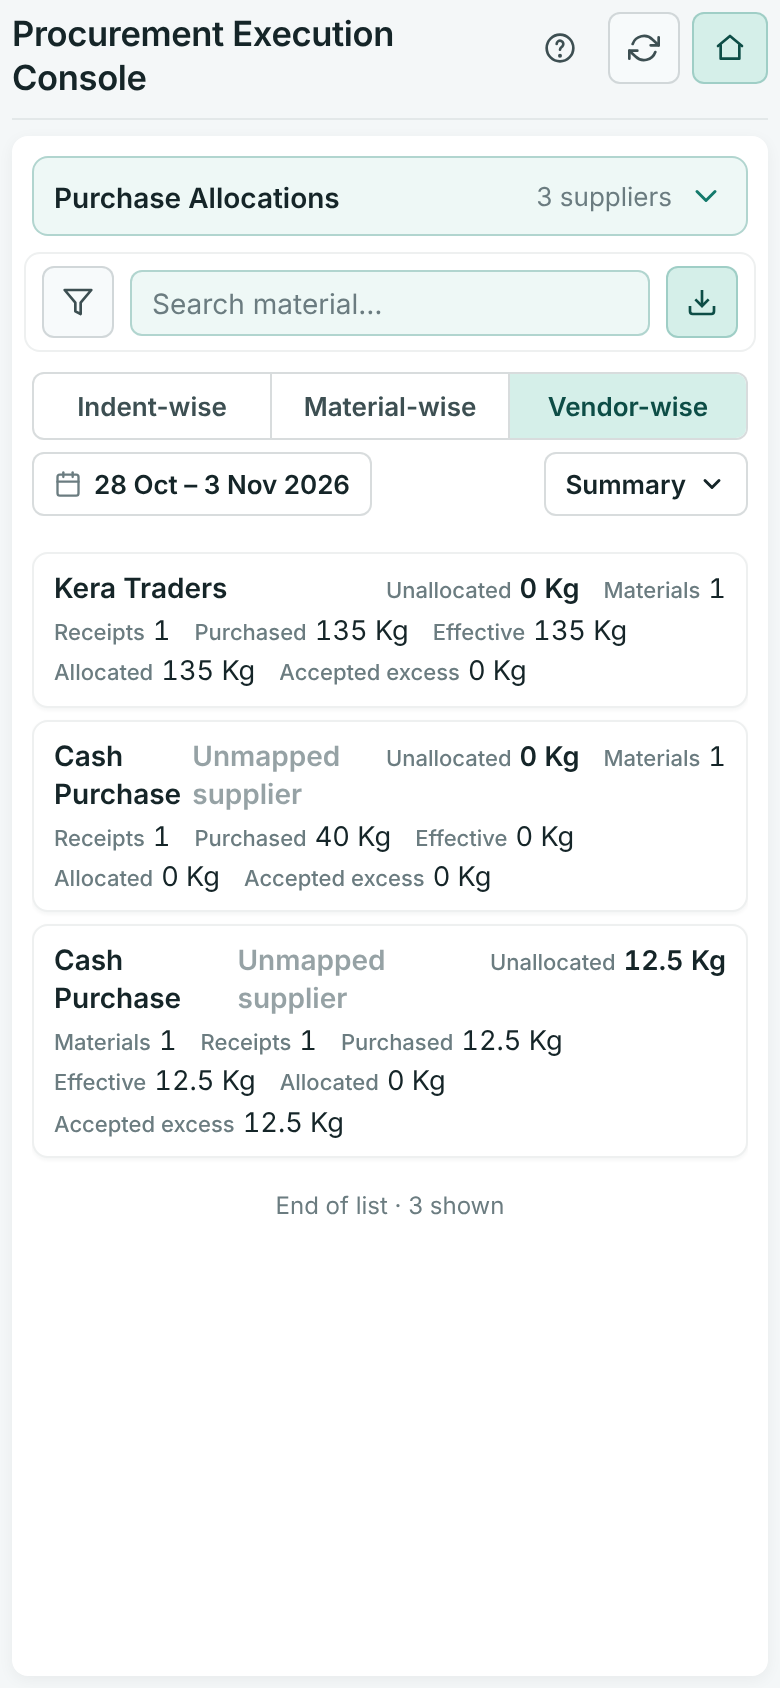 Procurement Execution
Console
Purchase Allocations 3 suppliers
Search material...
Indent-wise Material-wise Vendor-wise
28 Oct – 3 Nov 2026 Summary
Kera Traders Unallocated 0 Kg Materials 1
Receipts 1 Purchased 135 Kg Effective 135 Kg
Allocated 135 Kg Accepted excess 0 Kg
Cash Unmapped Unallocated 0 Kg Materials 1
Purchase supplier
Receipts 1 Purchased 40 Kg Effective 0 Kg
Allocated 0 Kg Accepted excess 0 Kg
Cash Unmapped Unallocated 12.5 Kg
Purchase supplier
Materials 1 Receipts 1 Purchased 12.5 Kg
Effective 12.5 Kg Allocated 0 Kg
Accepted excess 12.5 Kg
End of list · 3 shown